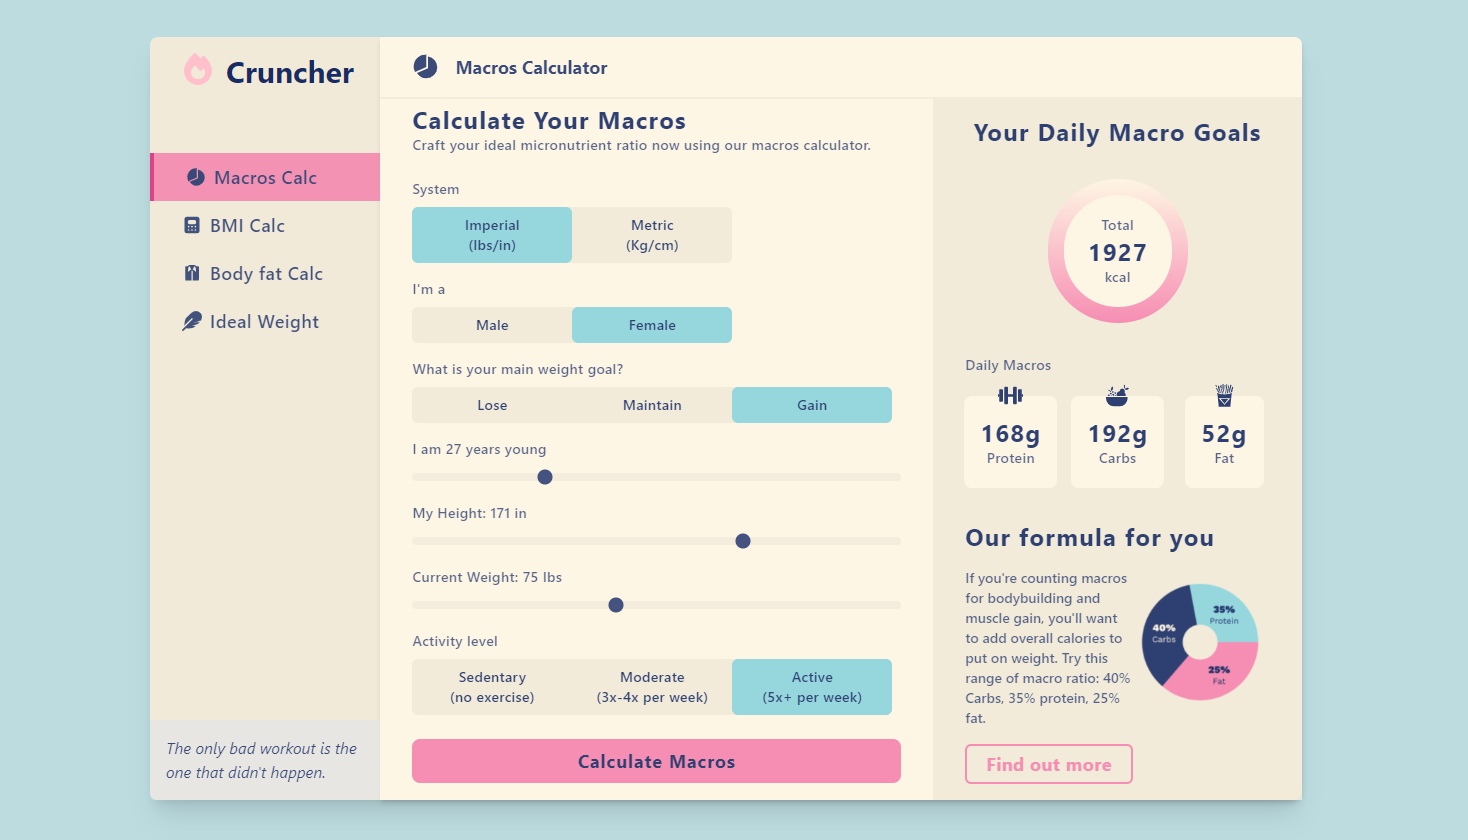 Cruncher
Macros Calc
BMI Calc
Body fat Calc
Ideal Weight
The only bad workout is the
one that didn't happen.
Macros Calculator
Calculate Your Macros
Craft your ideal micronutrient ratio now using our macros calculator.
System
Imperial
(lbs/in)
Metric
(Kg/cm)
I'm a
Male
Female
What is your main weight goal?
Lose
Maintain
Gain
I am 27 years young
My Height: 171 in
Current Weight: 75 lbs
Activity level
Sedentary
(no exercise)
Moderate
(3x-4x per week)
Active
(5x+ per week)
Calculate Macros
Your Daily Macro Goals
Total
1927
kcal
Daily Macros
168g
Protein
192g
Carbs
52g
Fat
Our formula for you
If you're counting macros
for bodybuilding and
muscle gain, you'll want
to add overall calories to
put on weight. Try this
range of macro ratio: 40%
Carbs, 35% protein, 25%
fat.
35%
Protein
40%
Carbs
25%
Fat
Find out more